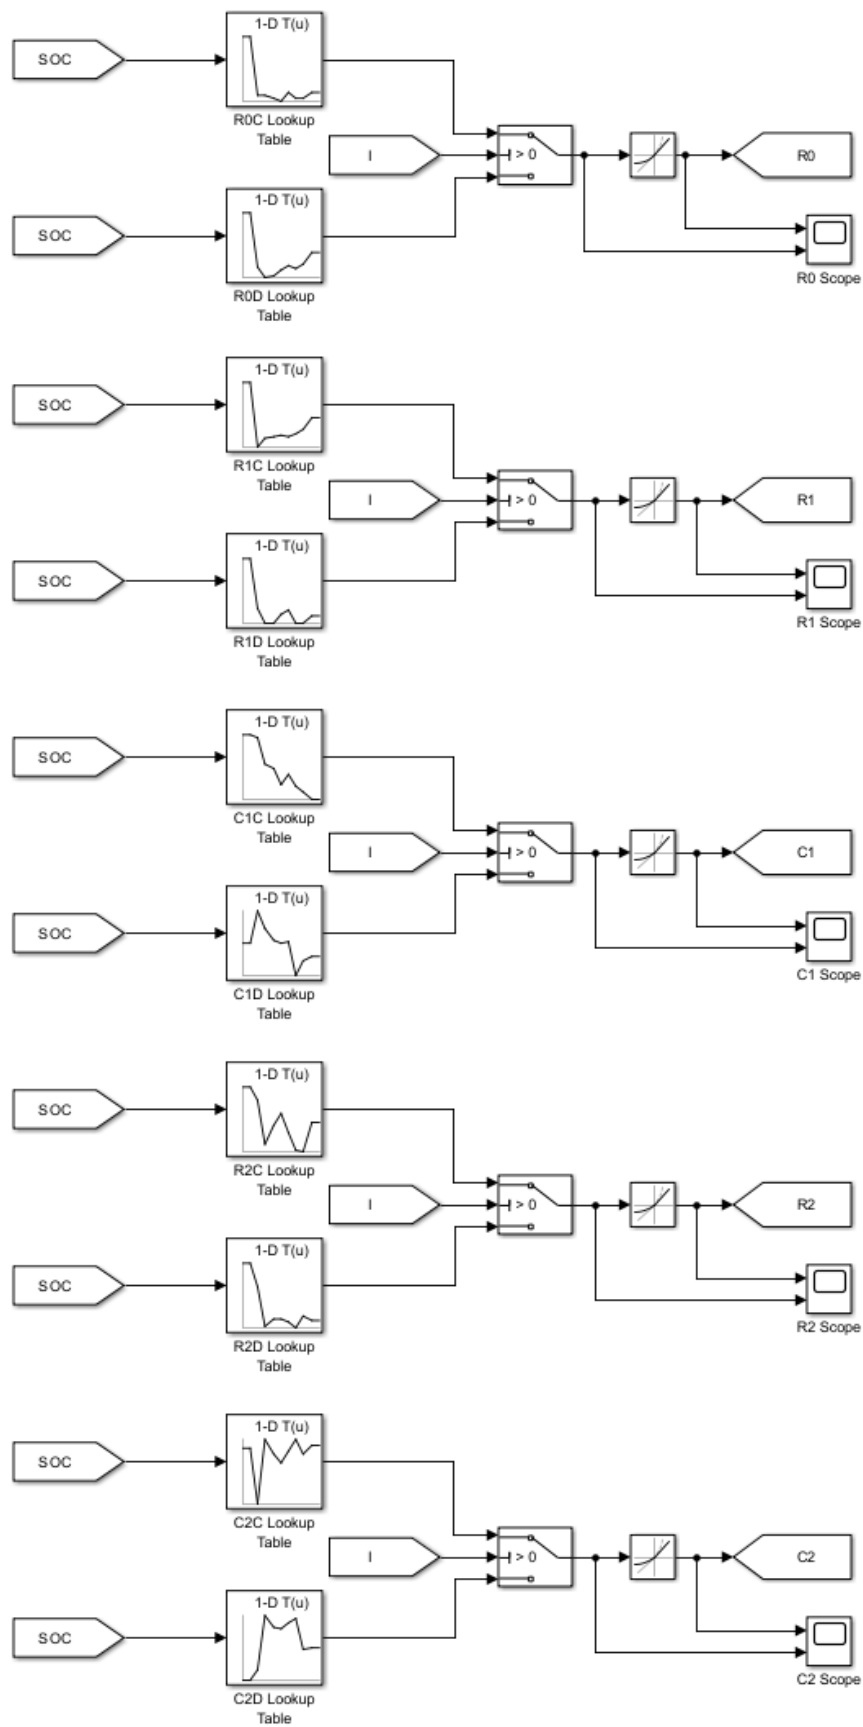 1-D T(u)
SOC
R0C Lookup
Table
I
> 0
R0
1-D T(u)
SOC
R0D Lookup
Table
R0 Scope
1-D T(u)
SOC
R1C Lookup
Table
I
> 0
R1
1-D T(u)
SOC
R1D Lookup
Table
R1 Scope
1-D T(u)
SOC
C1C Lookup
Table
I
> 0
C1
1-D T(u)
SOC
C1D Lookup
Table
C1 Scope
1-D T(u)
SOC
R2C Lookup
Table
I
> 0
R2
1-D T(u)
SOC
R2D Lookup
Table
R2 Scope
1-D T(u)
SOC
C2C Lookup
Table
I
> 0
C2
1-D T(u)
SOC
C2D Lookup
Table
C2 Scope